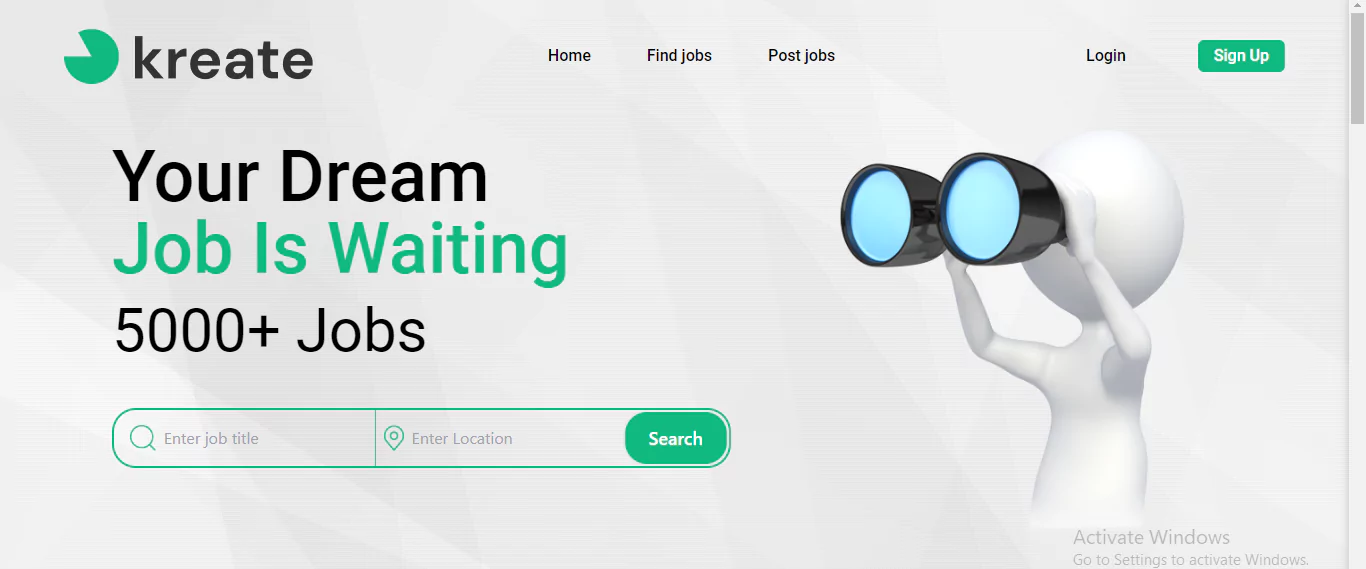 kreate
Home
Find jobs
Post jobs
Login
Sign Up
Your Dream
Job Is Waiting
5000+ Jobs
Enter job title
Enter Location
Search
Activate Windows
Go to Settings to activate Windows.